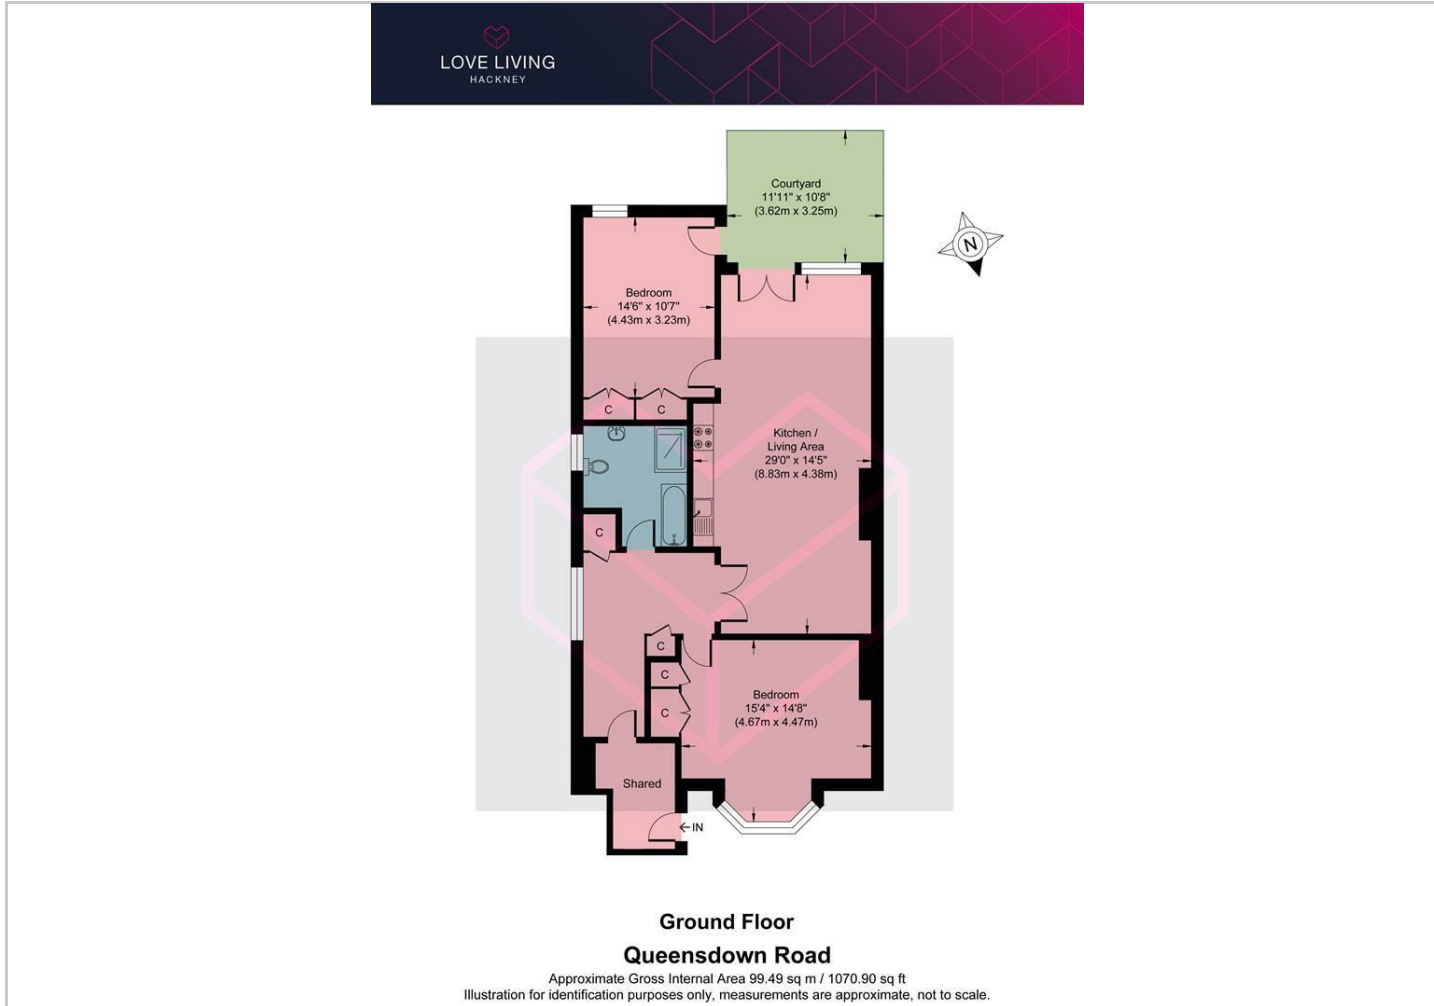 LOVE LIVING
HACKNEY
Courtyard
11'11" x 10'8"
(3.62m x 3.25m)
N
Bedroom
14'6" x 10'7"
(4.43m x 3.23m)
C
C
Kitchen /
Living Area
29'0" x 14'5"
(8.83m x 4.38m)
C
C
C
C
Bedroom
15'4" x 14'8"
(4.67m x 4.47m)
Shared
←IN
Ground Floor
Queensdown Road
Approximate Gross Internal Area 99.49 sq m / 1070.90 sq ft
Illustration for identification purposes only, measurements are approximate, not to scale.